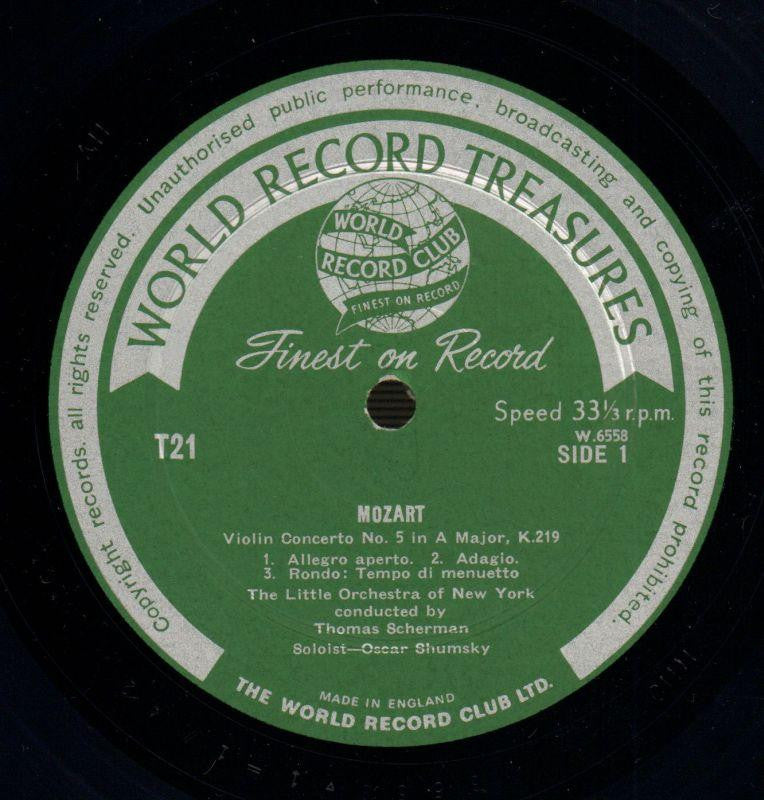 Copyright records. all rights reserved. Unauthorised public performance, broadcasting and copying of this record prohibited.
WORLD RECORD TREASURES
WORLD
RECORD CLUB
FINEST ON RECORD
Finest on Record
Speed 33⅓ r.p.m.
W.6558
T21
SIDE 1
MOZART
Violin Concerto No. 5 in A Major, K.219
1. Allegro aperto. 2. Adagio.
3. Rondo: Tempo di menuetto
The Little Orchestra of New York
conducted by
Thomas Scherman
Soloist—Oscar Shumsky
MADE IN ENGLAND
THE WORLD RECORD CLUB LTD.